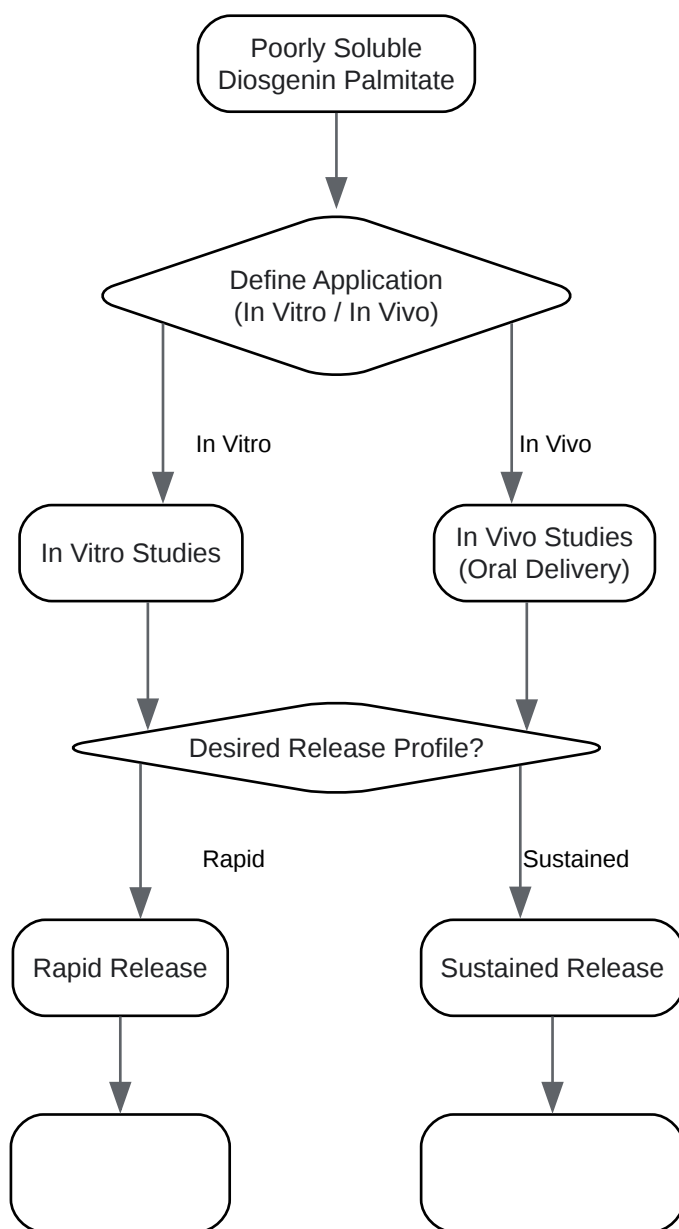 Poorly Soluble
Diosgenin Palmitate
Define Application
(In Vitro / In Vivo)
In Vitro
In Vivo
In Vitro Studies
In Vivo Studies
(Oral Delivery)
Desired Release Profile?
Rapid
Sustained
Rapid Release
Sustained Release